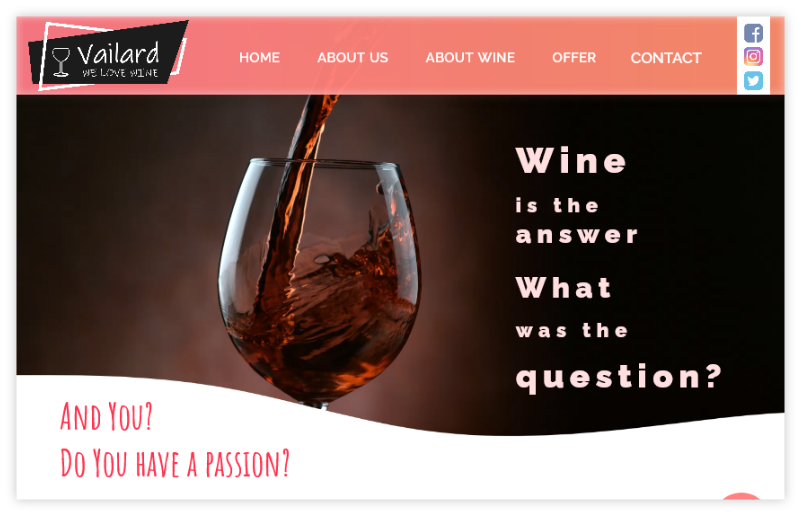 Vailard
WE LOVE WINE
HOME ABOUT US ABOUT WINE OFFER CONTACT
Wine
is the
answer
What
was the
question?
And You?
Do You have a passion?